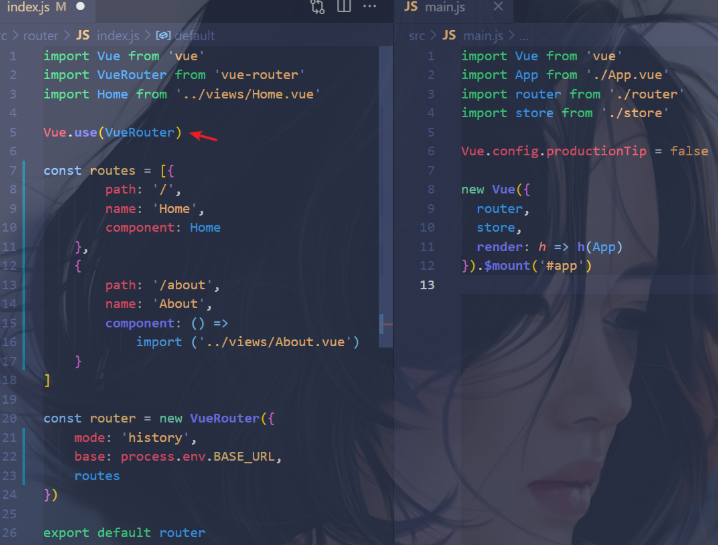 index.js M
router > JS index.js > default
1 import Vue from 'vue'
2 import VueRouter from 'vue-router'
3 import Home from '../views/Home.vue'
4
5 Vue.use(VueRouter)
6
7 const routes = [{
8 path: '/',
9 name: 'Home',
10 component: Home
11 },
12 {
13 path: '/about',
14 name: 'About',
15 component: () =>
16 import ('../views/About.vue')
17 }
18 ]
19
20 const router = new VueRouter({
21 mode: 'history',
22 base: process.env.BASE_URL,
23 routes
24 })
25
26 export default router
JS main.js
src > JS main.js > ...
1 import Vue from 'vue'
2 import App from './App.vue'
3 import router from './router'
4 import store from './store'
5
6 Vue.config.productionTip = false
7
8 new Vue({
9 router,
10 store,
11 render: h => h(App)
12 }).$mount('#app')
13